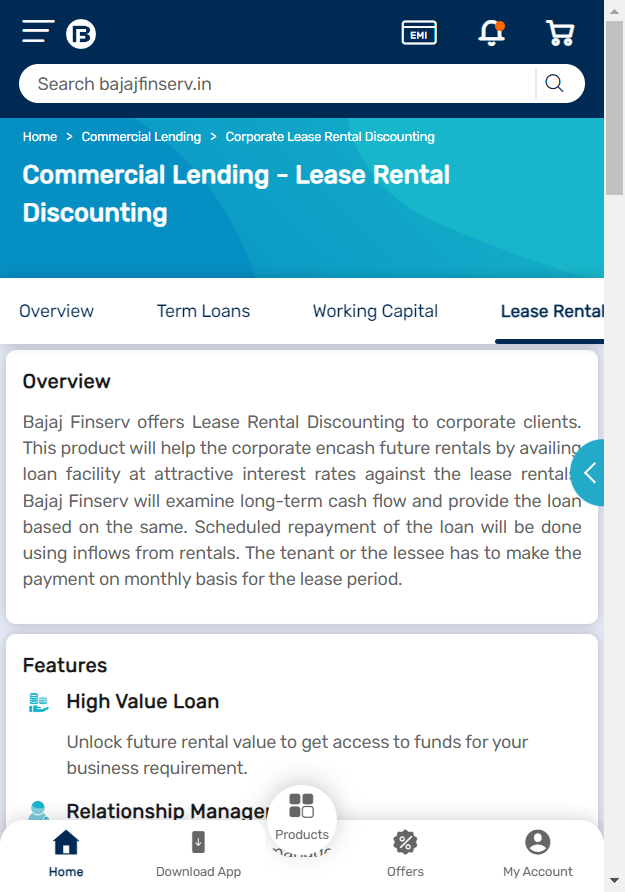 EMI
Search bajajfinserv.in
Home > Commercial Lending > Corporate Lease Rental Discounting
Commercial Lending - Lease Rental
Discounting
Overview Term Loans Working Capital Lease Rental
Overview
Bajaj Finserv offers Lease Rental Discounting to corporate clients.
This product will help the corporate encash future rentals by availing
loan facility at attractive interest rates against the lease rentals.
Bajaj Finserv will examine long-term cash flow and provide the loan
based on the same. Scheduled repayment of the loan will be done
using inflows from rentals. The tenant or the lessee has to make the
payment on monthly basis for the lease period.
Features
High Value Loan
Unlock future rental value to get access to funds for your
business requirement.
Relationship Manager
Home Download App Products Offers My Account